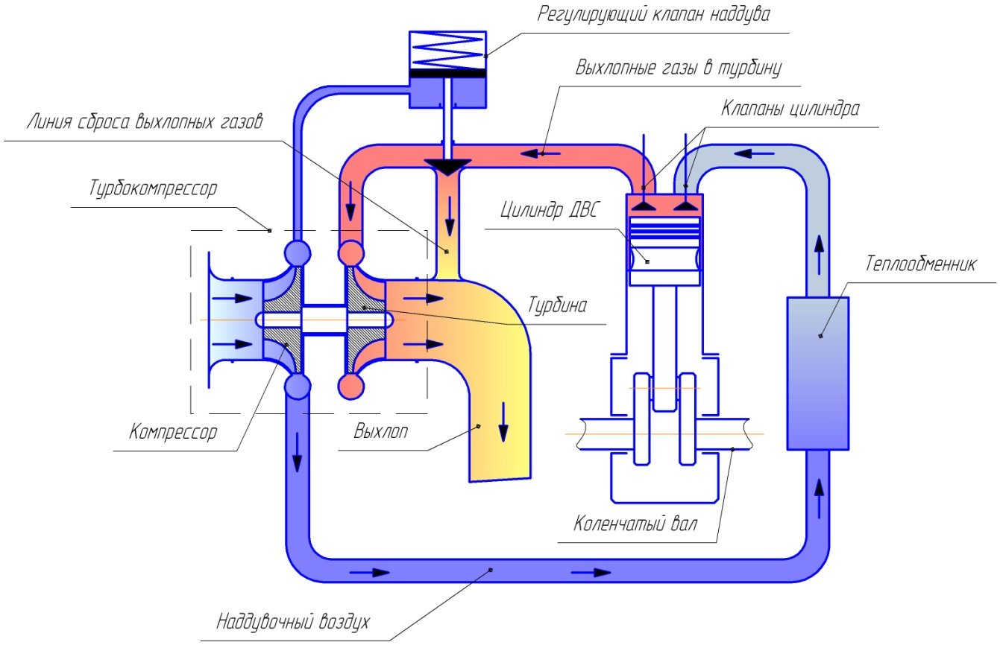 Регулирующий клапан наддува
Выхлопные газы в турбину
Клапаны цилиндра
Линия сброса выхлопных газов
Турбокомпрессор
Цилиндр ДВС
Теплообменник
Турбина
Компрессор
Выхлоп
Коленчатый вал
Наддувочный воздух